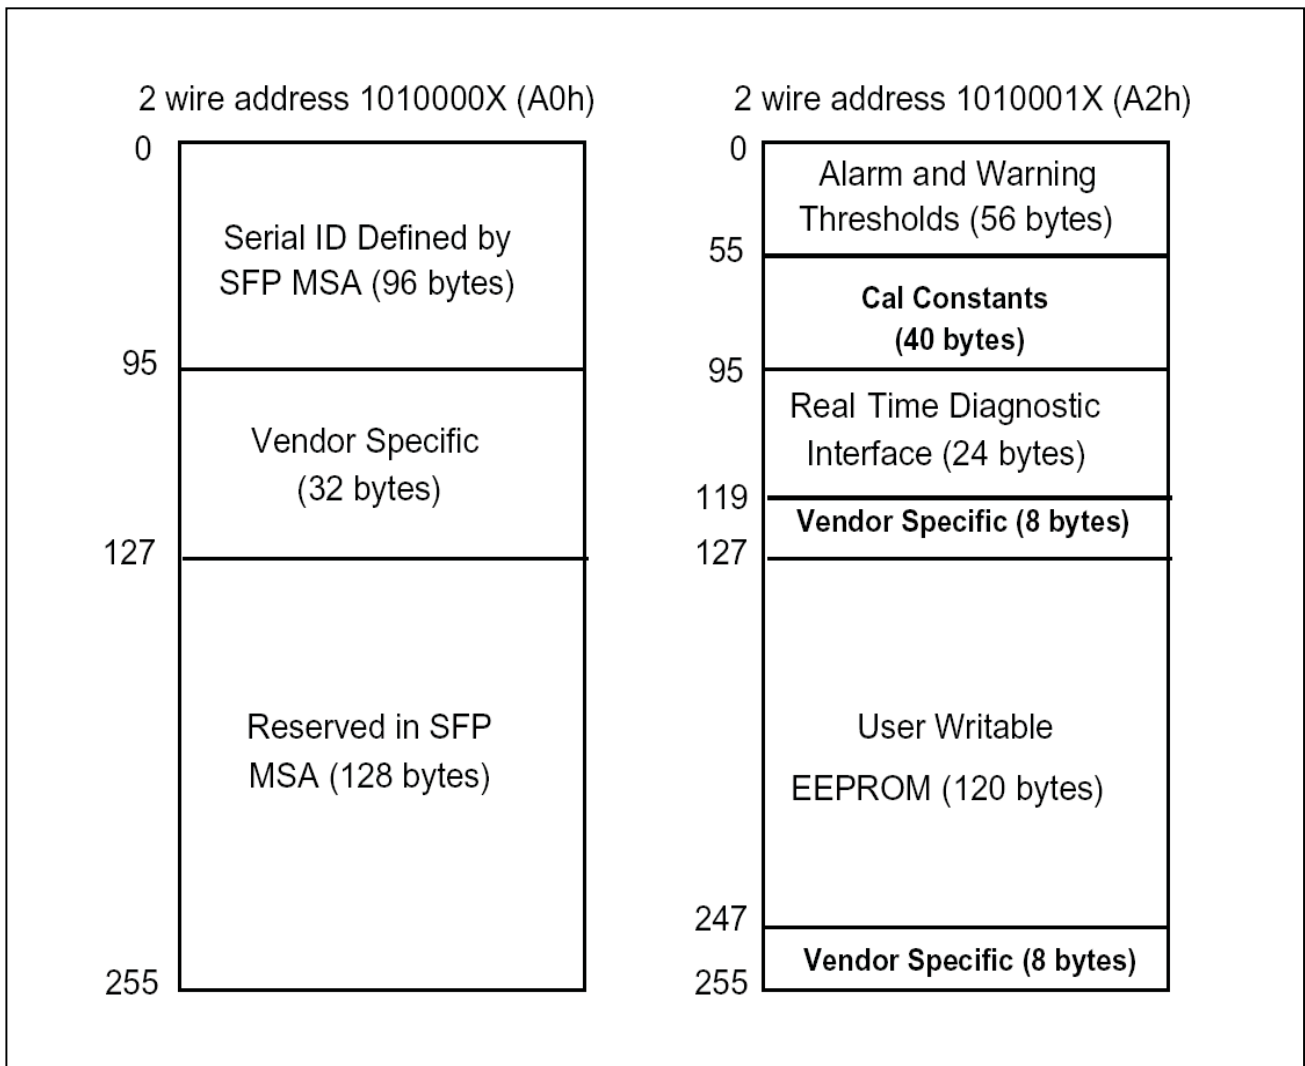 2 wire address 1010000X (A0h)
0
Serial ID Defined by
SFP MSA (96 bytes)
95
Vendor Specific
(32 bytes)
127
Reserved in SFP
MSA (128 bytes)
255
2 wire address 1010001X (A2h)
0
Alarm and Warning
Thresholds (56 bytes)
55
Cal Constants
(40 bytes)
95
Real Time Diagnostic
Interface (24 bytes)
119
Vendor Specific (8 bytes)
127
User Writable
EEPROM (120 bytes)
247
Vendor Specific (8 bytes)
255